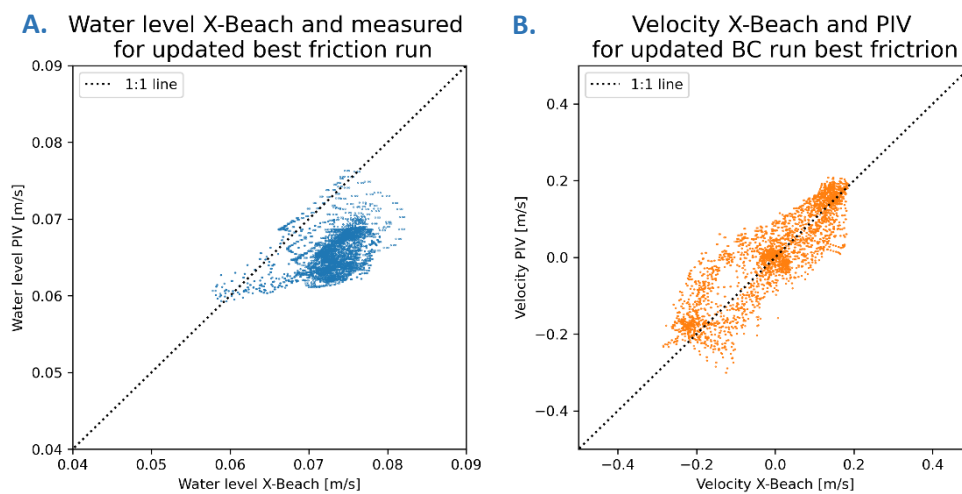 A.
Water level X-Beach and measured
for updated best friction run
0.09
0.08
0.07
0.06
0.05
0.04
0.04
0.05
0.06
0.07
0.08
0.09
Water level PIV [m/s]
Water level X-Beach [m/s]
1:1 line
B.
Velocity X-Beach and PIV
for updated BC run best frictrion
0.4
0.2
0.0
−0.2
−0.4
−0.4
−0.2
0.0
0.2
0.4
Velocity PIV [m/s]
Velocity X-Beach [m/s]
1:1 line